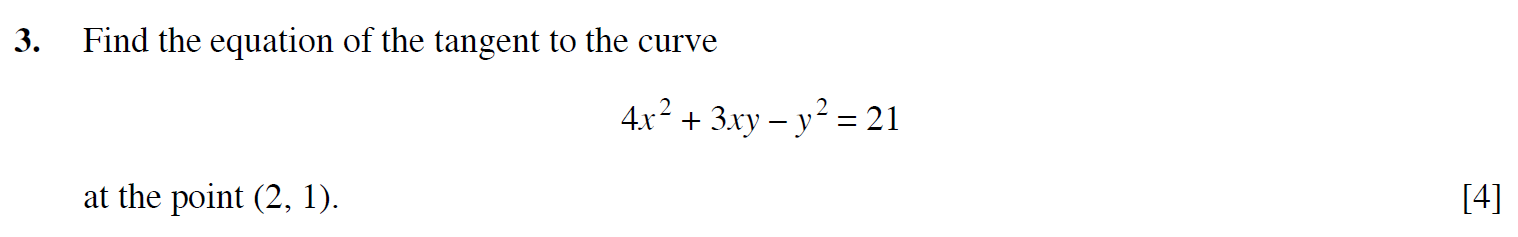 3. Find the equation of the tangent to the curve
4x² + 3xy – y² = 21
at the point (2, 1). [4]